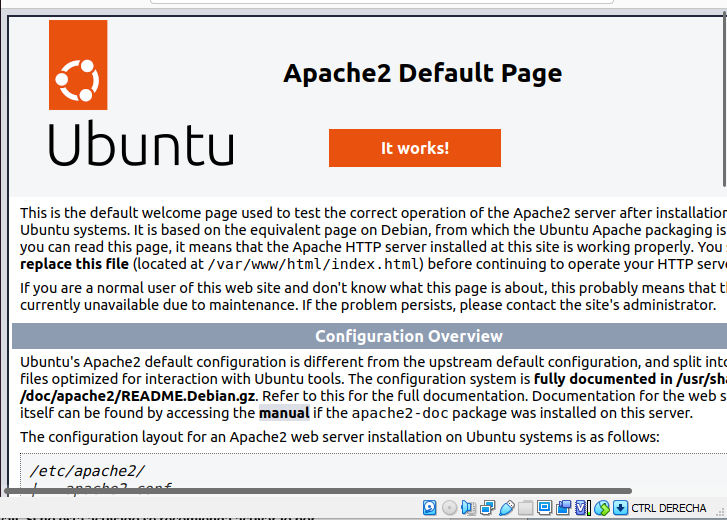 Apache2 Default Page
Ubuntu
It works!
This is the default welcome page used to test the correct operation of the Apache2 server after installation
Ubuntu systems. It is based on the equivalent page on Debian, from which the Ubuntu Apache packaging is
you can read this page, it means that the Apache HTTP server installed at this site is working properly. You
replace this file (located at /var/www/html/index.html) before continuing to operate your HTTP
If you are a normal user of this web site and don't know what this page is about, this probably means that
currently unavailable due to maintenance. If the problem persists, please contact the site's administrator.
Configuration Overview
Ubuntu's Apache2 default configuration is different from the upstream default configuration, and split into
files optimized for interaction with Ubuntu tools. The configuration system is fully documented in /usr/sha
/doc/apache2/README.Debian.gz. Refer to this for the full documentation. Documentation for the web s
itself can be found by accessing the manual if the apache2-doc package was installed on this server.
The configuration layout for an Apache2 web server installation on Ubuntu systems is as follows:
/etc/apache2/
apache2.conf
CTRL DERECHA